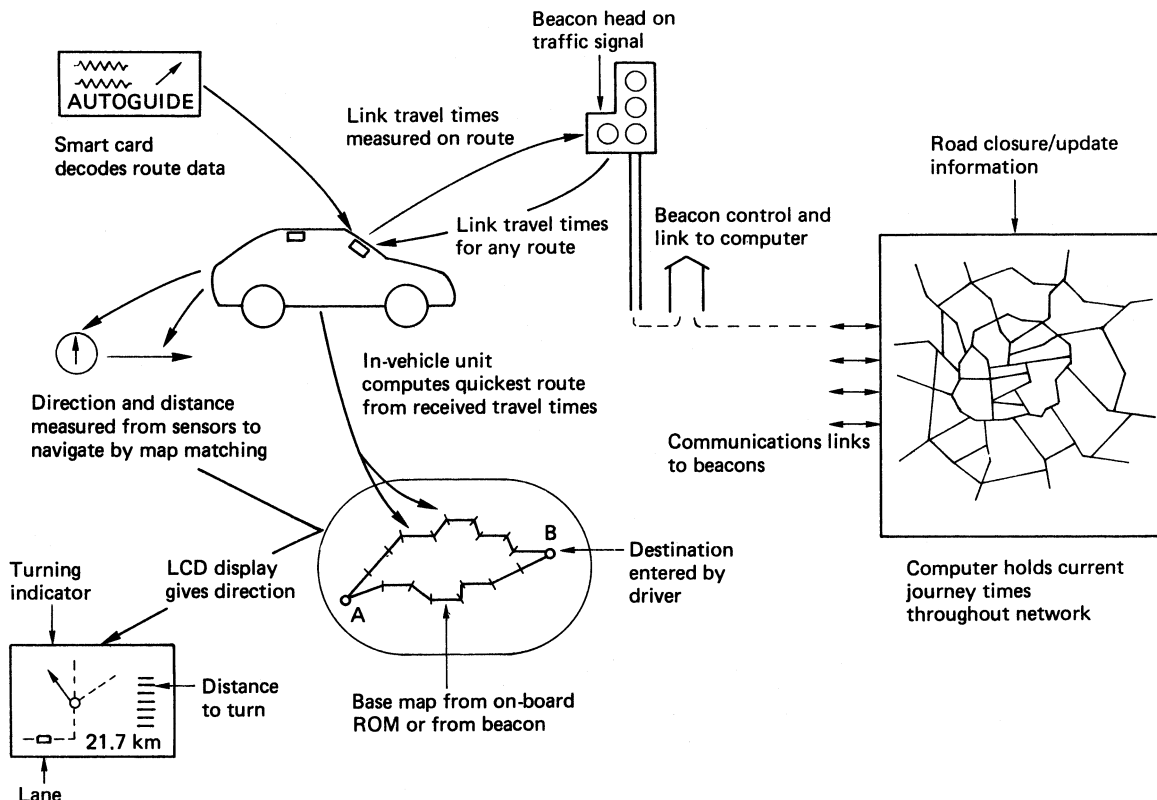 Beacon head on
traffic signal
AUTOGUIDE
Smart card
decodes route data
Link travel times
measured on route
Link travel times
for any route
Beacon control and
link to computer
Road closure/update
information
In-vehicle unit
computes quickest route
from received travel times
Direction and distance
measured from sensors to
navigate by map matching
Communications links
to beacons
Computer holds current
journey times
throughout network
Turning
indicator
LCD display
gives direction
A
B
Destination
entered by
driver
Distance
to turn
21.7 km
Base map from on-board
ROM or from beacon
Lane